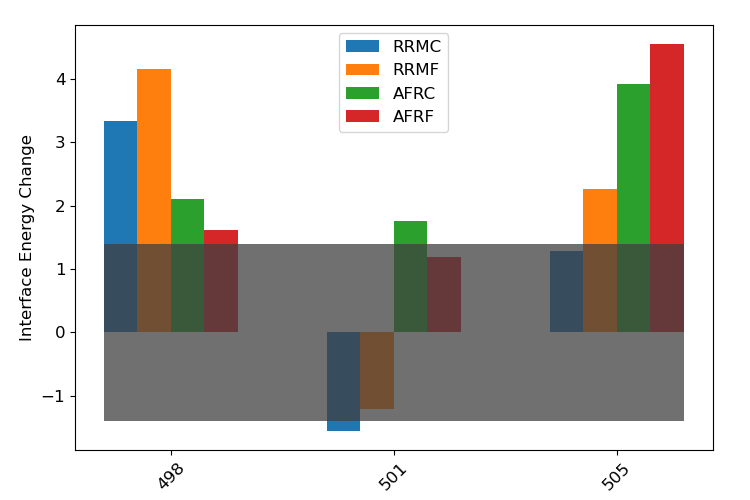 RRMC
RRMF
AFRC
AFRF
Interface Energy Change
4
3
2
1
0
−1
498
501
505